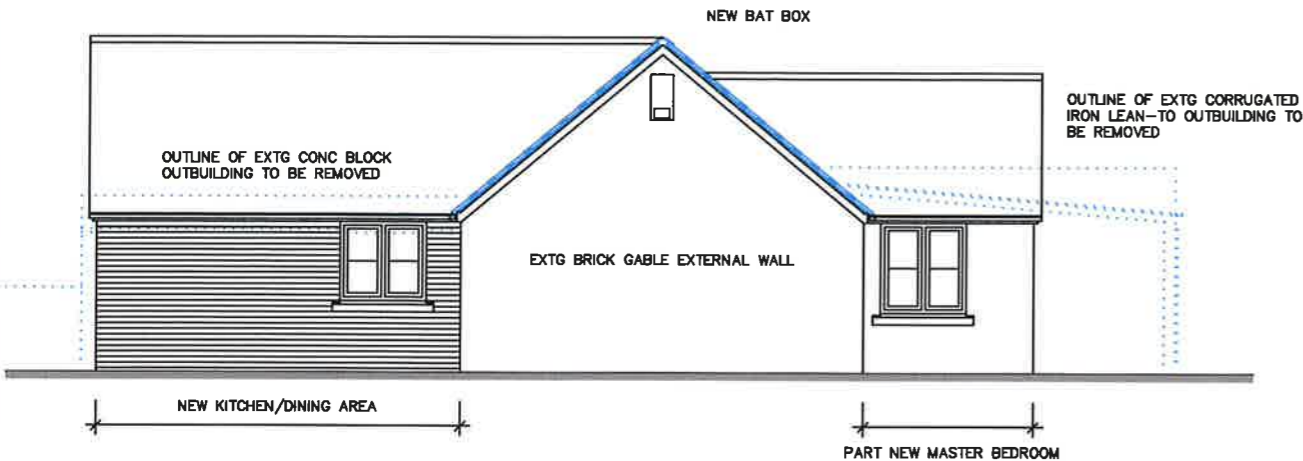 NEW BAT BOX
OUTLINE OF EXTG CORRUGATED
IRON LEAN-TO OUTBUILDING TO
BE REMOVED
OUTLINE OF EXTG CONC BLOCK
OUTBUILDING TO BE REMOVED
EXTG BRICK GABLE EXTERNAL WALL
NEW KITCHEN/DINING AREA
PART NEW MASTER BEDROOM